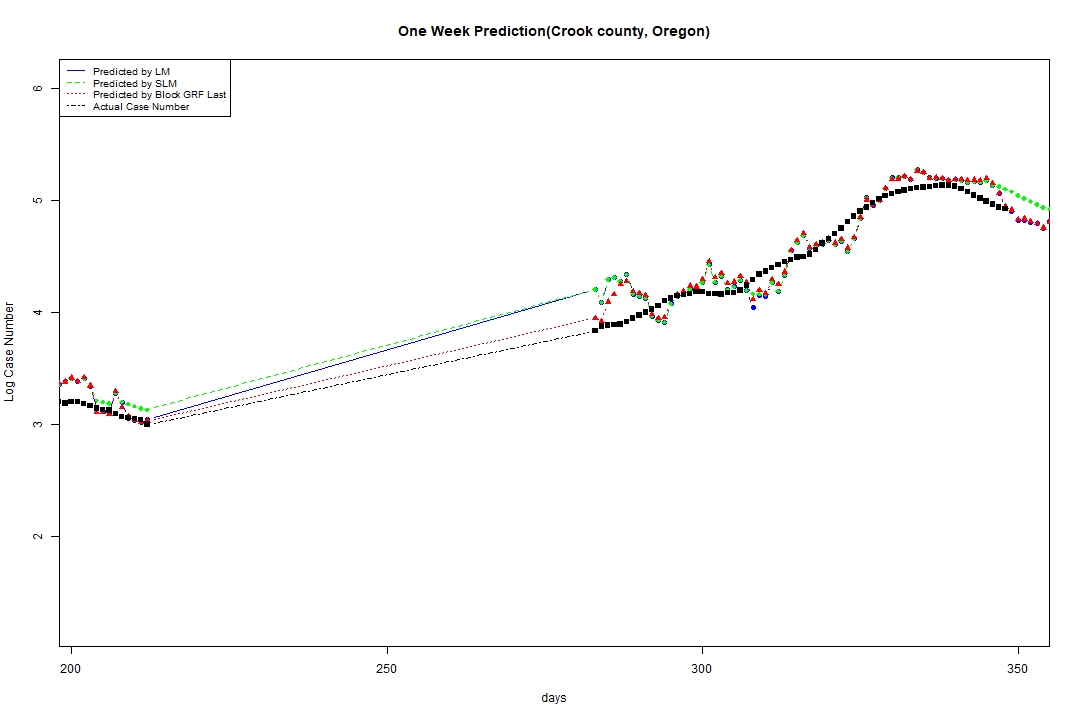 One Week Prediction(Crook county, Oregon)
Predicted by LM
Predicted by SLM
Predicted by Block GRF Last
Actual Case Number
6
5
4
3
2
Log Case Number
200 250 300 350
days